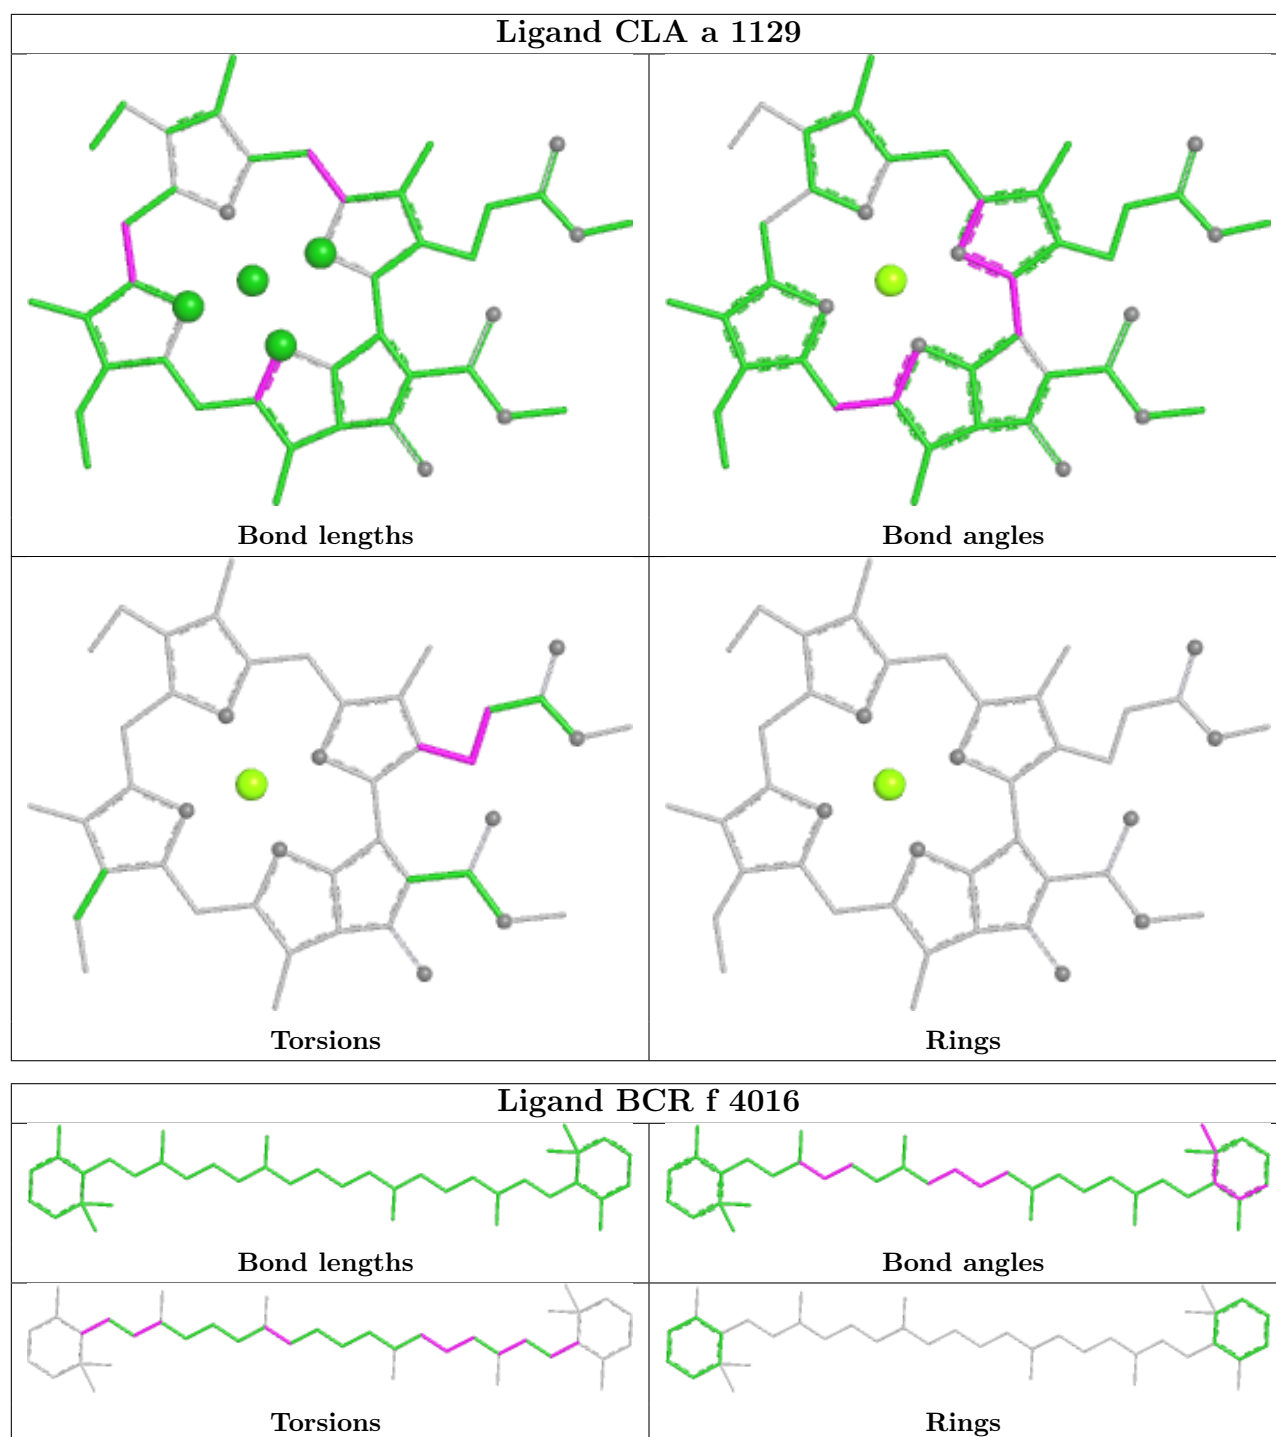 Ligand CLA a 1129
Bond lengths
Bond angles
Torsions
Rings
Ligand BCR f 4016
Bond lengths
Bond angles
Torsions
Rings